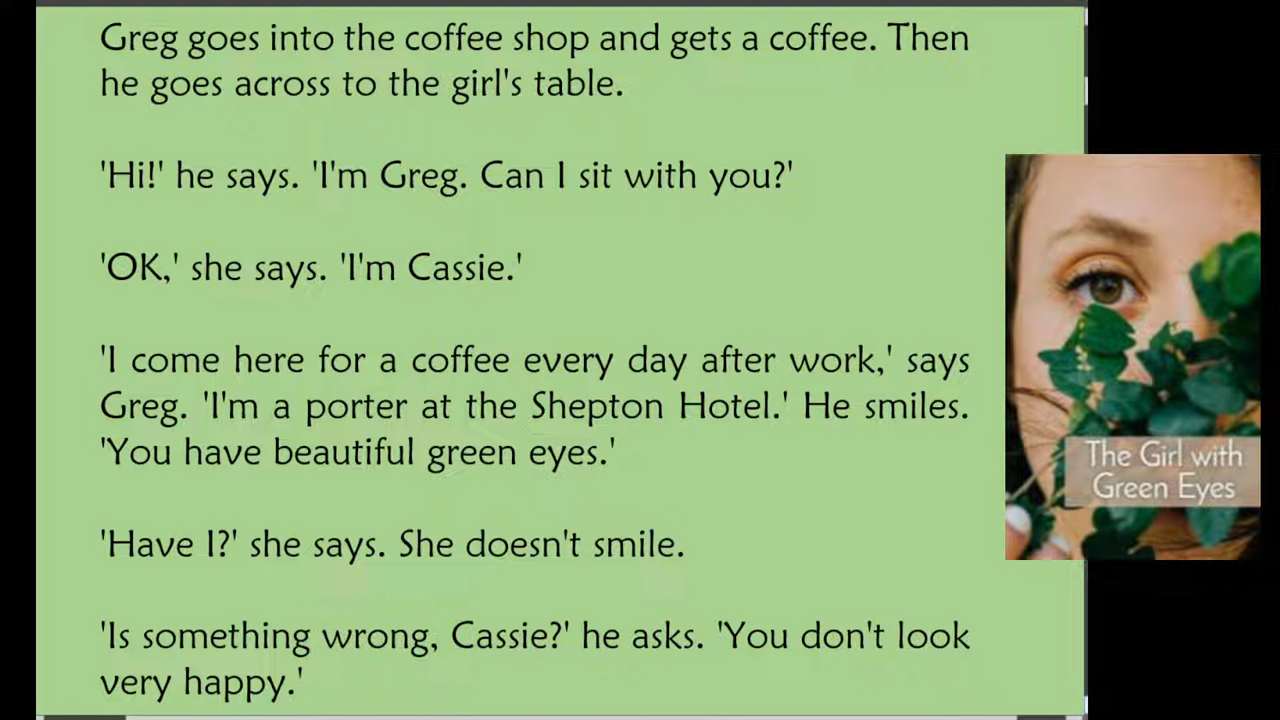 Greg goes into the coffee shop and gets a coffee. Then
he goes across to the girl's table.
'Hi!' he says. 'I'm Greg. Can I sit with you?'
'OK,' she says. 'I'm Cassie.'
'I come here for a coffee every day after work,' says
Greg. 'I'm a porter at the Shepton Hotel.' He smiles.
'You have beautiful green eyes.'
'Have I?' she says. She doesn't smile.
'Is something wrong, Cassie?' he asks. 'You don't look
very happy.'
The Girl with
Green Eyes